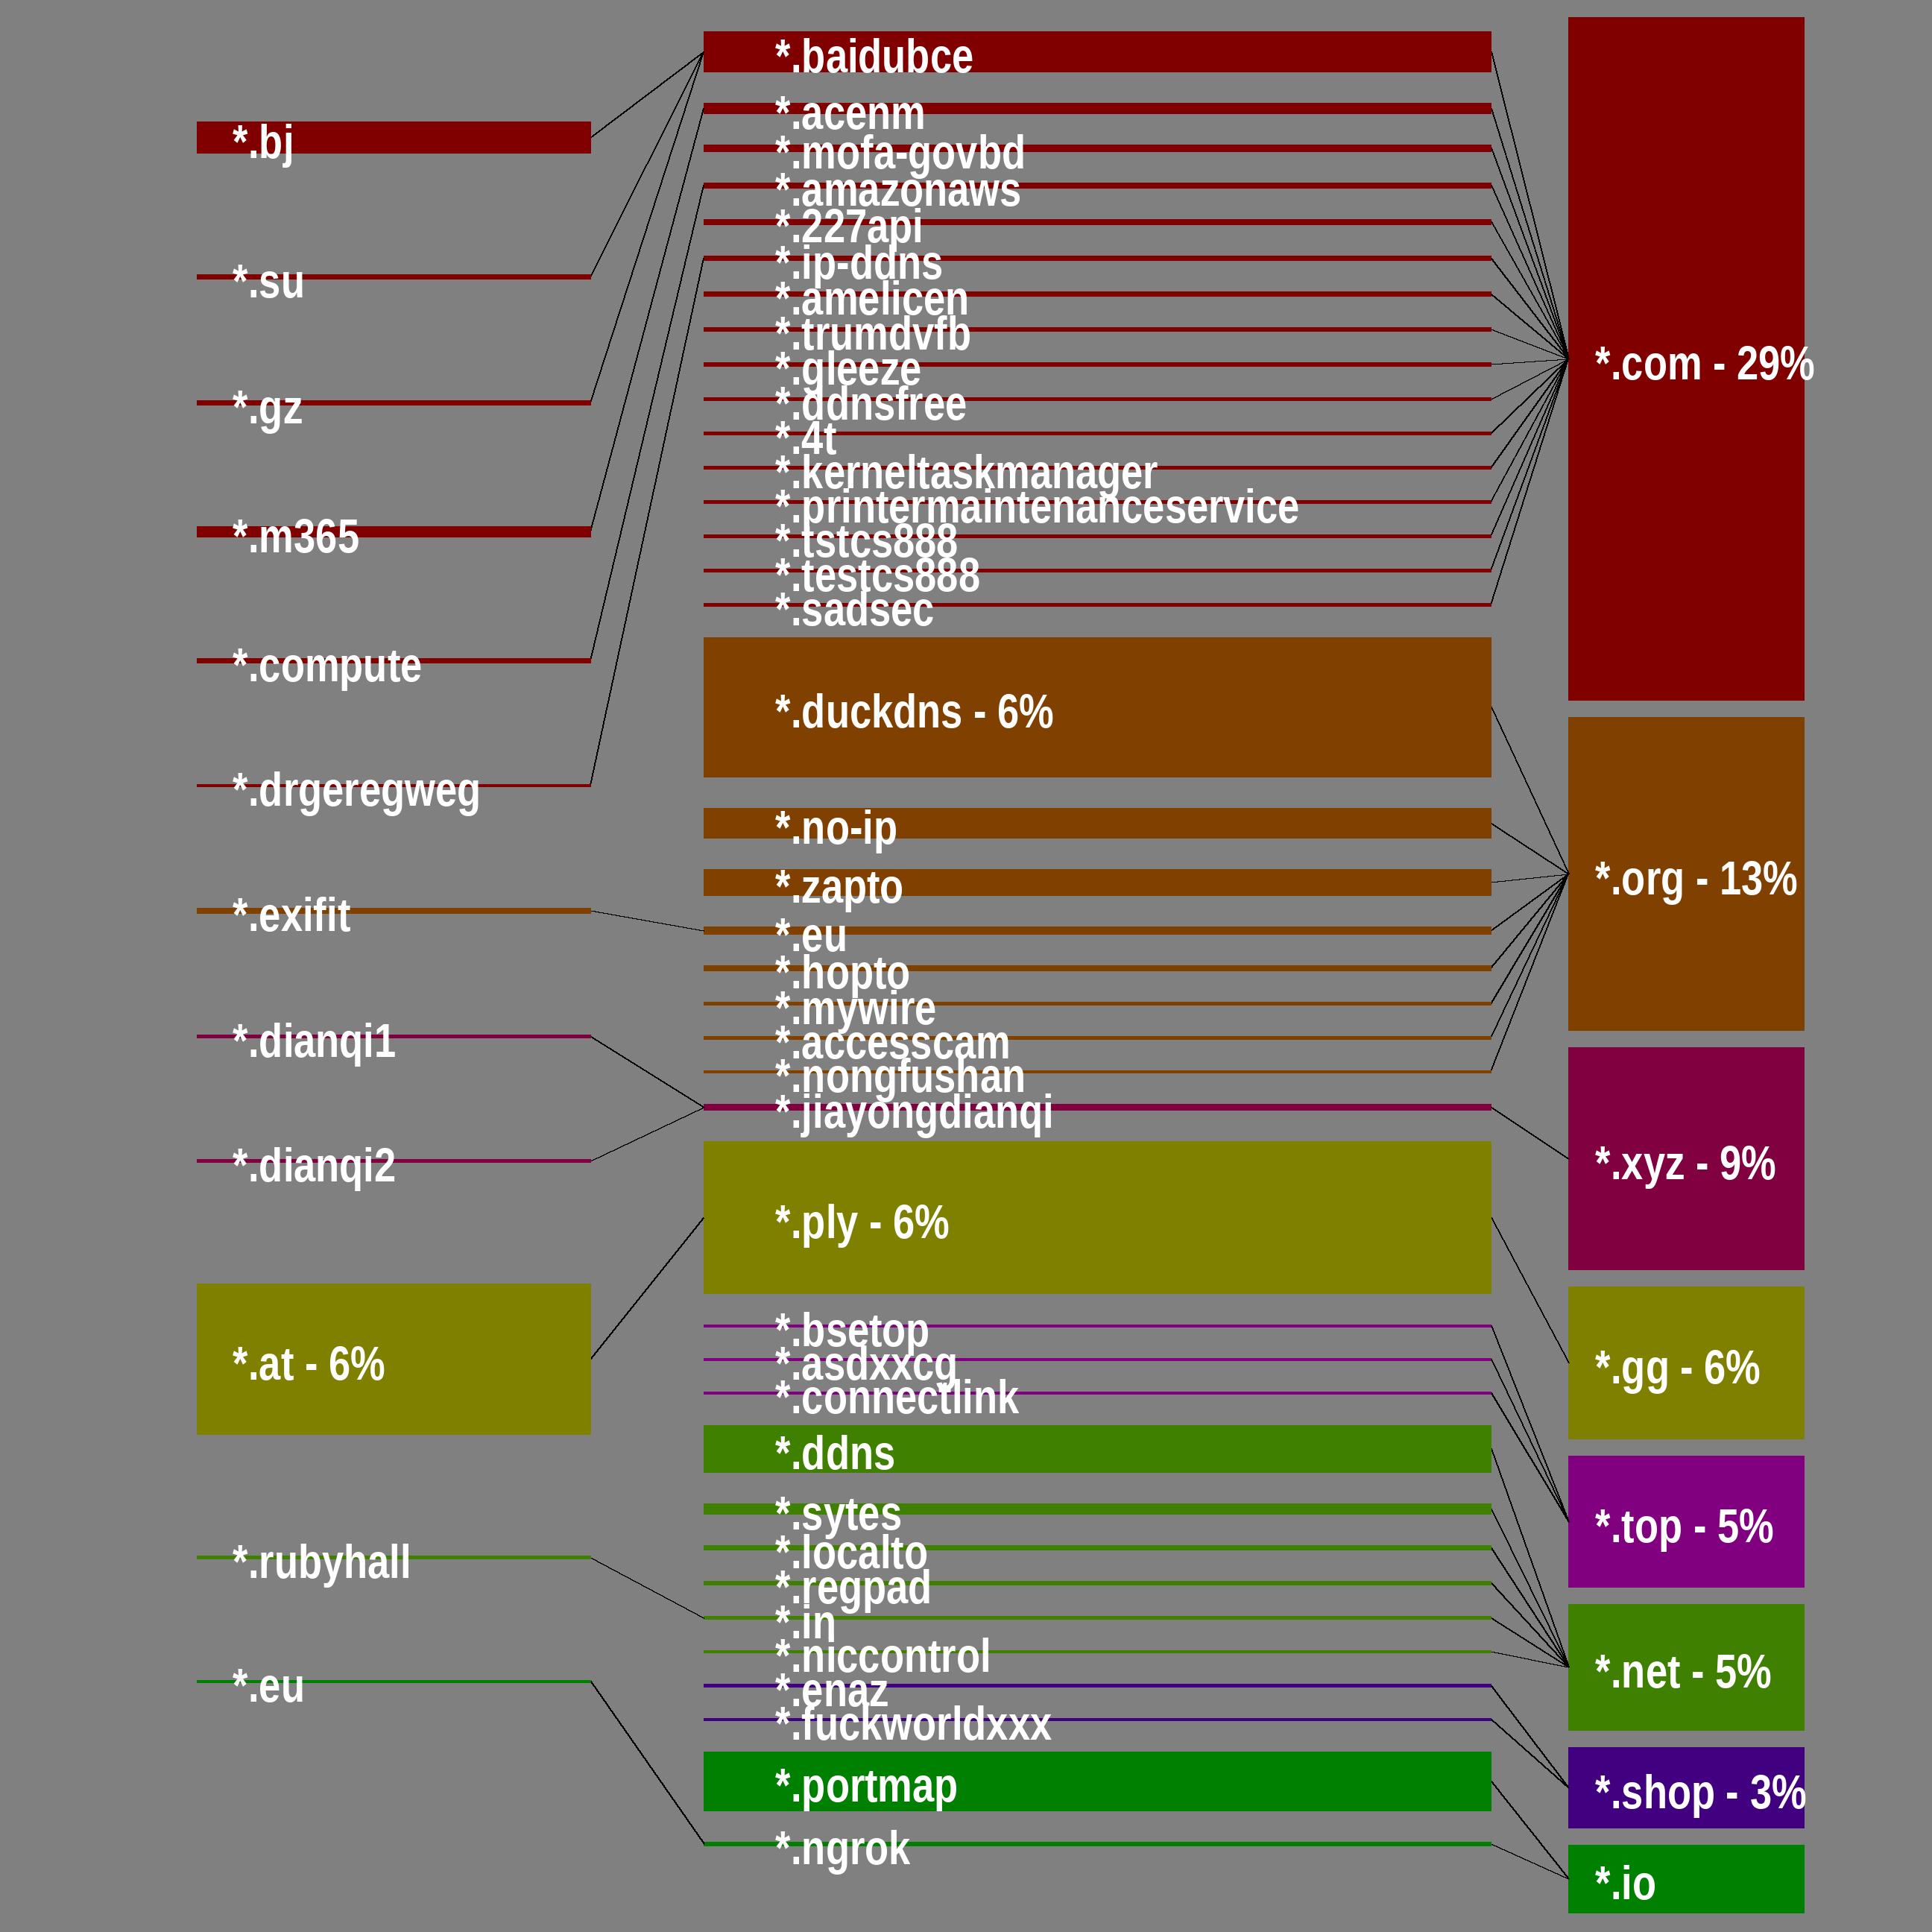 *.bj
*.su
*.gz
*.m365
*.compute
*.drgeregweg
*.exifit
*.dianqi1
*.dianqi2
*.at - 6%
*.rubyhall
*.eu
*.baidubce
*.acenm
*.mofa-govbd
*.amazonaws
*.227api
*.ip-ddns
*.amelicen
*.trumdvfb
*.gleeze
*.ddnsfree
*.4t
*.kerneltaskmanager
*.printermaintenanceservice
*.tstcs888
*.testcs888
*.sadsec
*.duckdns - 6%
*.no-ip
*.zapto
*.eu
*.hopto
*.mywire
*.accesscam
*.nongfushan
*.jiayongdianqi
*.ply - 6%
*.bsetop
*.asdxxcg
*.connectlink
*.ddns
*.sytes
*.localto
*.regpad
*.in
*.niccontrol
*.enaz
*.fuckworldxxx
*.portmap
*.ngrok
*.com - 29%
*.org - 13%
*.xyz - 9%
*.gg - 6%
*.top - 5%
*.net - 5%
*.shop - 3%
*.io